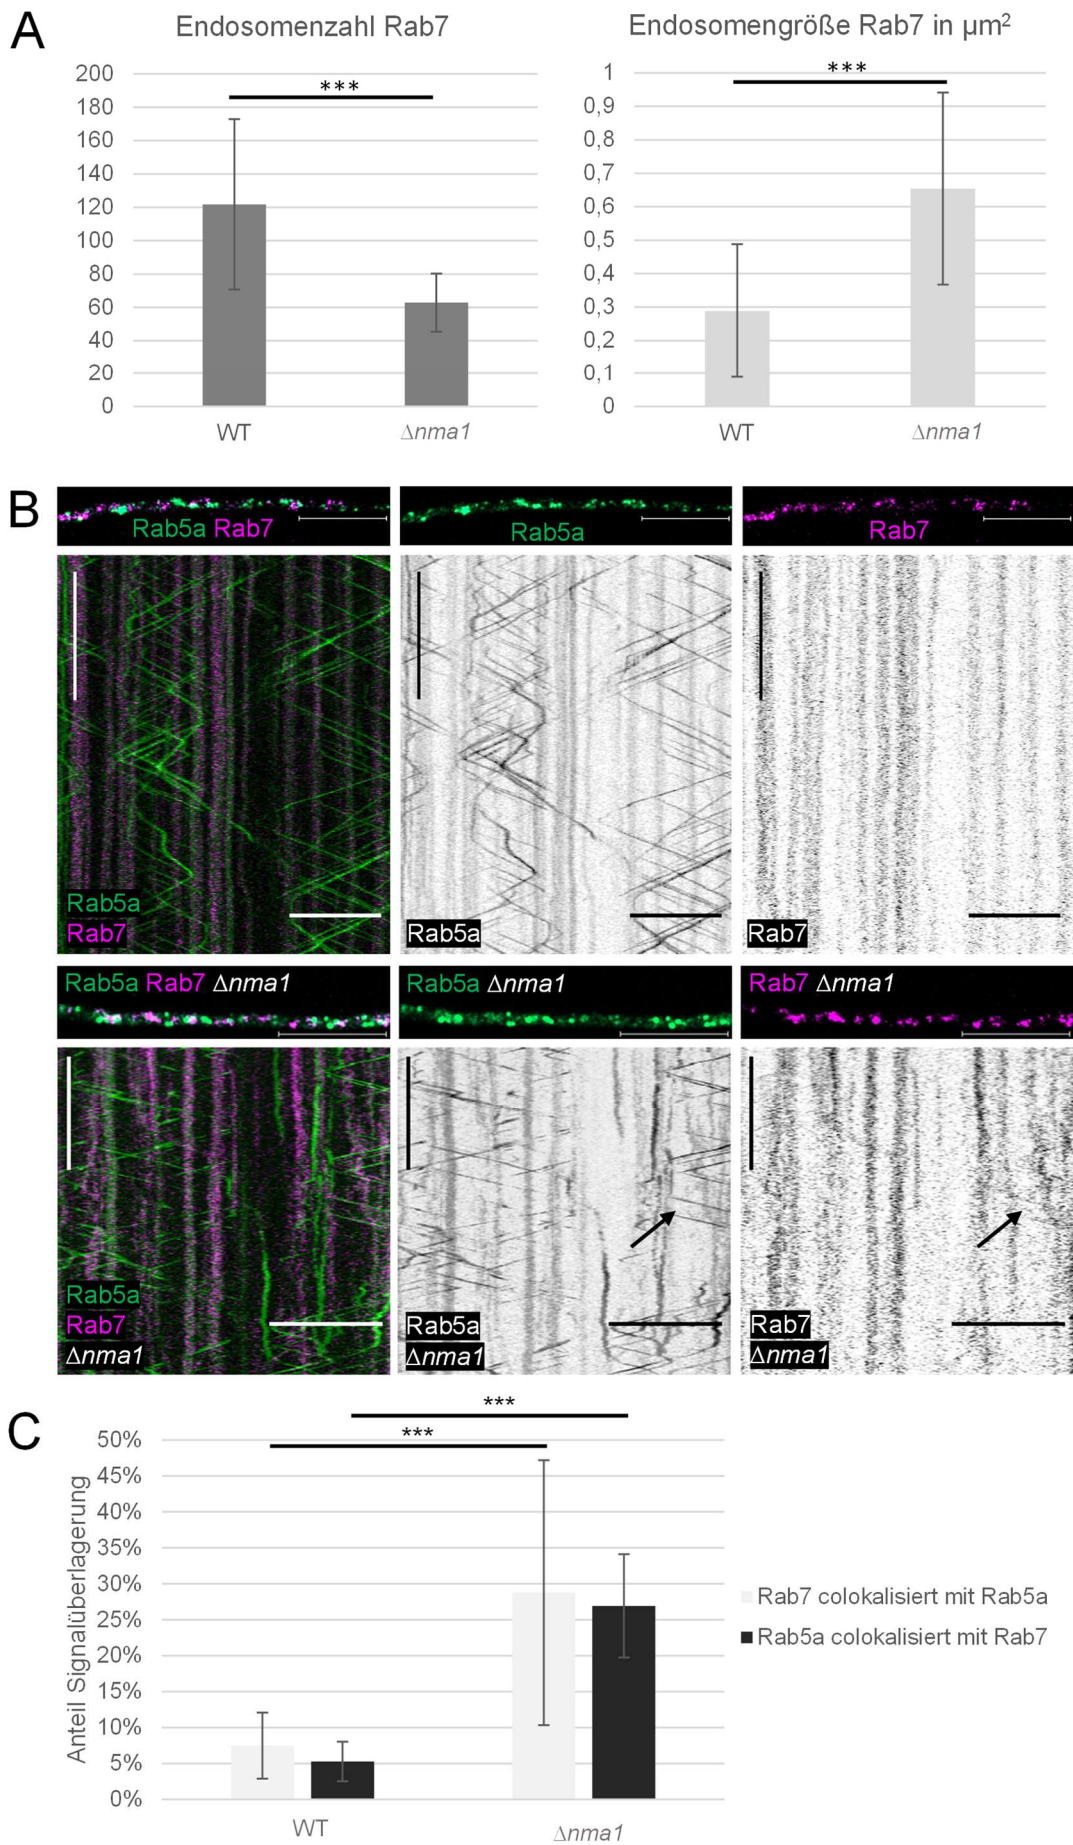 A
Endosomenzahl Rab7
200
180
160
140
120
100
80
60
40
20
0
***
WT
Δnma1
Endosomengröße Rab7 in µm²
1
0,9
0,8
0,7
0,6
0,5
0,4
0,3
0,2
0,1
0
***
WT
Δnma1
B
Rab5a Rab7
Rab5a
Rab7
Rab5a
Rab7
Rab5a
Rab7
Rab5a Rab7 Δnma1
Rab5a Δnma1
Rab7 Δnma1
Rab5a
Rab7
Δnma1
Rab5a
Δnma1
Rab7
Δnma1
C
Anteil Signalüberlagerung
50%
45%
40%
35%
30%
25%
20%
15%
10%
5%
0%
***
***
WT
Δnma1
Rab7 colokalisiert mit Rab5a
Rab5a colokalisiert mit Rab7